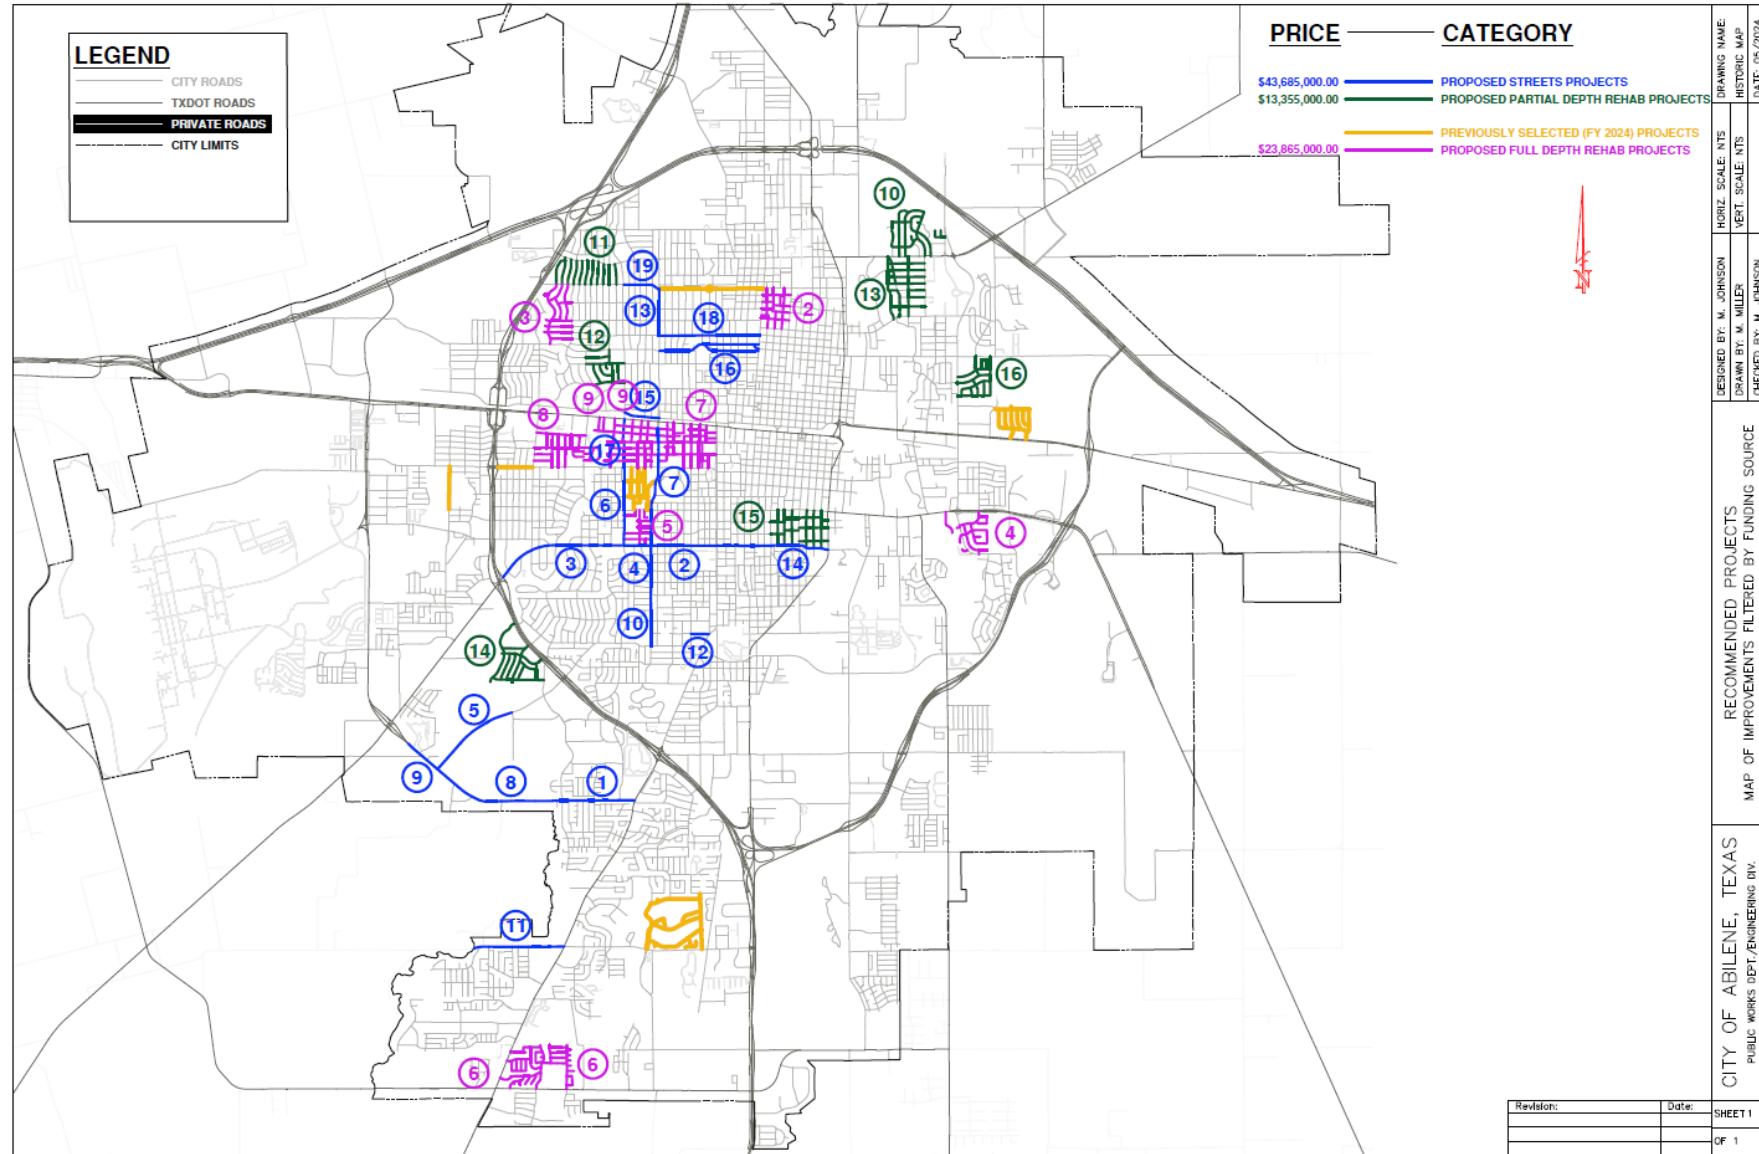 LEGEND
CITY ROADS
TXDOT ROADS
PRIVATE ROADS
CITY LIMITS
PRICE CATEGORY
$43,685,000.00 PROPOSED STREETS PROJECTS
$13,355,000.00 PROPOSED PARTIAL DEPTH REHAB PROJECTS
PREVIOUSLY SELECTED (FY 2024) PROJECTS
$23,865,000.00 PROPOSED FULL DEPTH REHAB PROJECTS
10
11
19
13
3
13
18
2
12
16
16
9
9
15
7
8
17
7
6
5
15
4
3
4
2
14
10
12
14
5
9
8
1
11
6
6
DRAWING NAME:
HISTORIC MAP
DATE: 05/2024
HORIZ. SCALE: NTS
VERT. SCALE: NTS
DESIGNED BY: M. JOHNSON
DRAWN BY: M. MILLER
CHECKED BY: M. JOHNSON
RECOMMENDED PROJECTS
MAP OF IMPROVEMENTS FILTERED BY FUNDING SOURCE
CITY OF ABILENE, TEXAS
PUBLIC WORKS DEPT./ENGINEERING DIV.
Revision: Date:
SHEET 1
OF 1